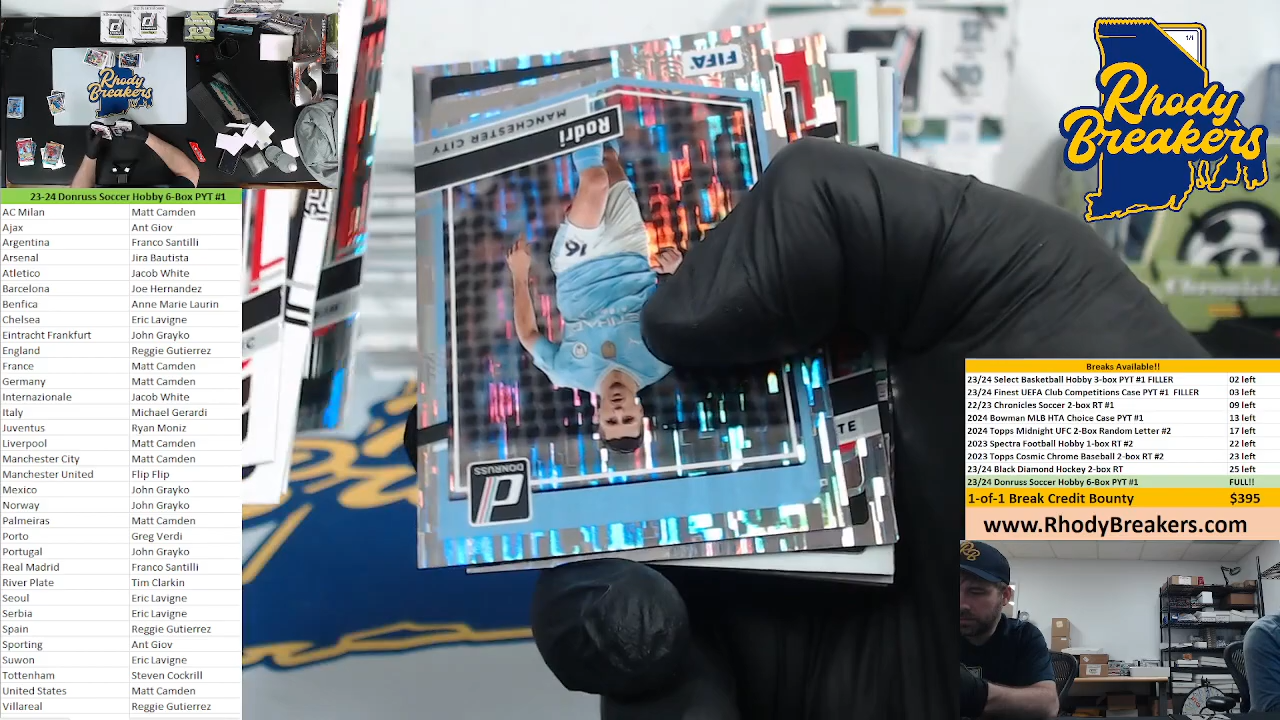 Rhody
Breakers
23-24 Donruss Soccer Hobby 6-Box PYT #1
AC Milan Matt Camden
Ajax Ant Giov
Argentina Franco Santilli
Arsenal Jira Bautista
Atletico Jacob White
Barcelona Joe Hernandez
Benfica Anne Marie Laurin
Chelsea Eric Lavigne
Eintracht Frankfurt John Grayko
England Reggie Gutierrez
France Matt Camden
Germany Matt Camden
Internazionale Jacob White
Italy Michael Gerardi
Juventus Ryan Moniz
Liverpool Matt Camden
Manchester City Matt Camden
Manchester United Flip Flip
Mexico John Grayko
Norway John Grayko
Palmeiras Matt Camden
Porto Greg Verdi
Portugal John Grayko
Real Madrid Franco Santilli
River Plate Tim Clarkin
Seoul Eric Lavigne
Serbia Eric Lavigne
Spain Reggie Gutierrez
Sporting Ant Giov
Suwon Eric Lavigne
Tottenham Steven Cockrill
United States Matt Camden
Villareal Reggie Gutierrez
FIFA
Rodri
MANCHESTER CITY
16
DONRUSS
TE
1/1
Rhody
Breakers
Chronicles
Breaks Available!!
23/24 Select Basketball Hobby 3-box PYT #1 FILLER 02 left
23/24 Finest UEFA Club Competitions Case PYT #1 FILLER 03 left
22/23 Chronicles Soccer 2-box RT #1 09 left
2024 Bowman MLB HTA Choice Case PYT #1 13 left
2024 Topps Midnight UFC 2-Box Random Letter #2 17 left
2023 Spectra Football Hobby 1-box RT #2 22 left
2023 Topps Cosmic Chrome Baseball 2-box RT #2 23 left
23/24 Black Diamond Hockey 2-box RT 25 left
23/24 Donruss Soccer Hobby 6-Box PYT #1 FULL!!
1-of-1 Break Credit Bounty $395
www.RhodyBreakers.com